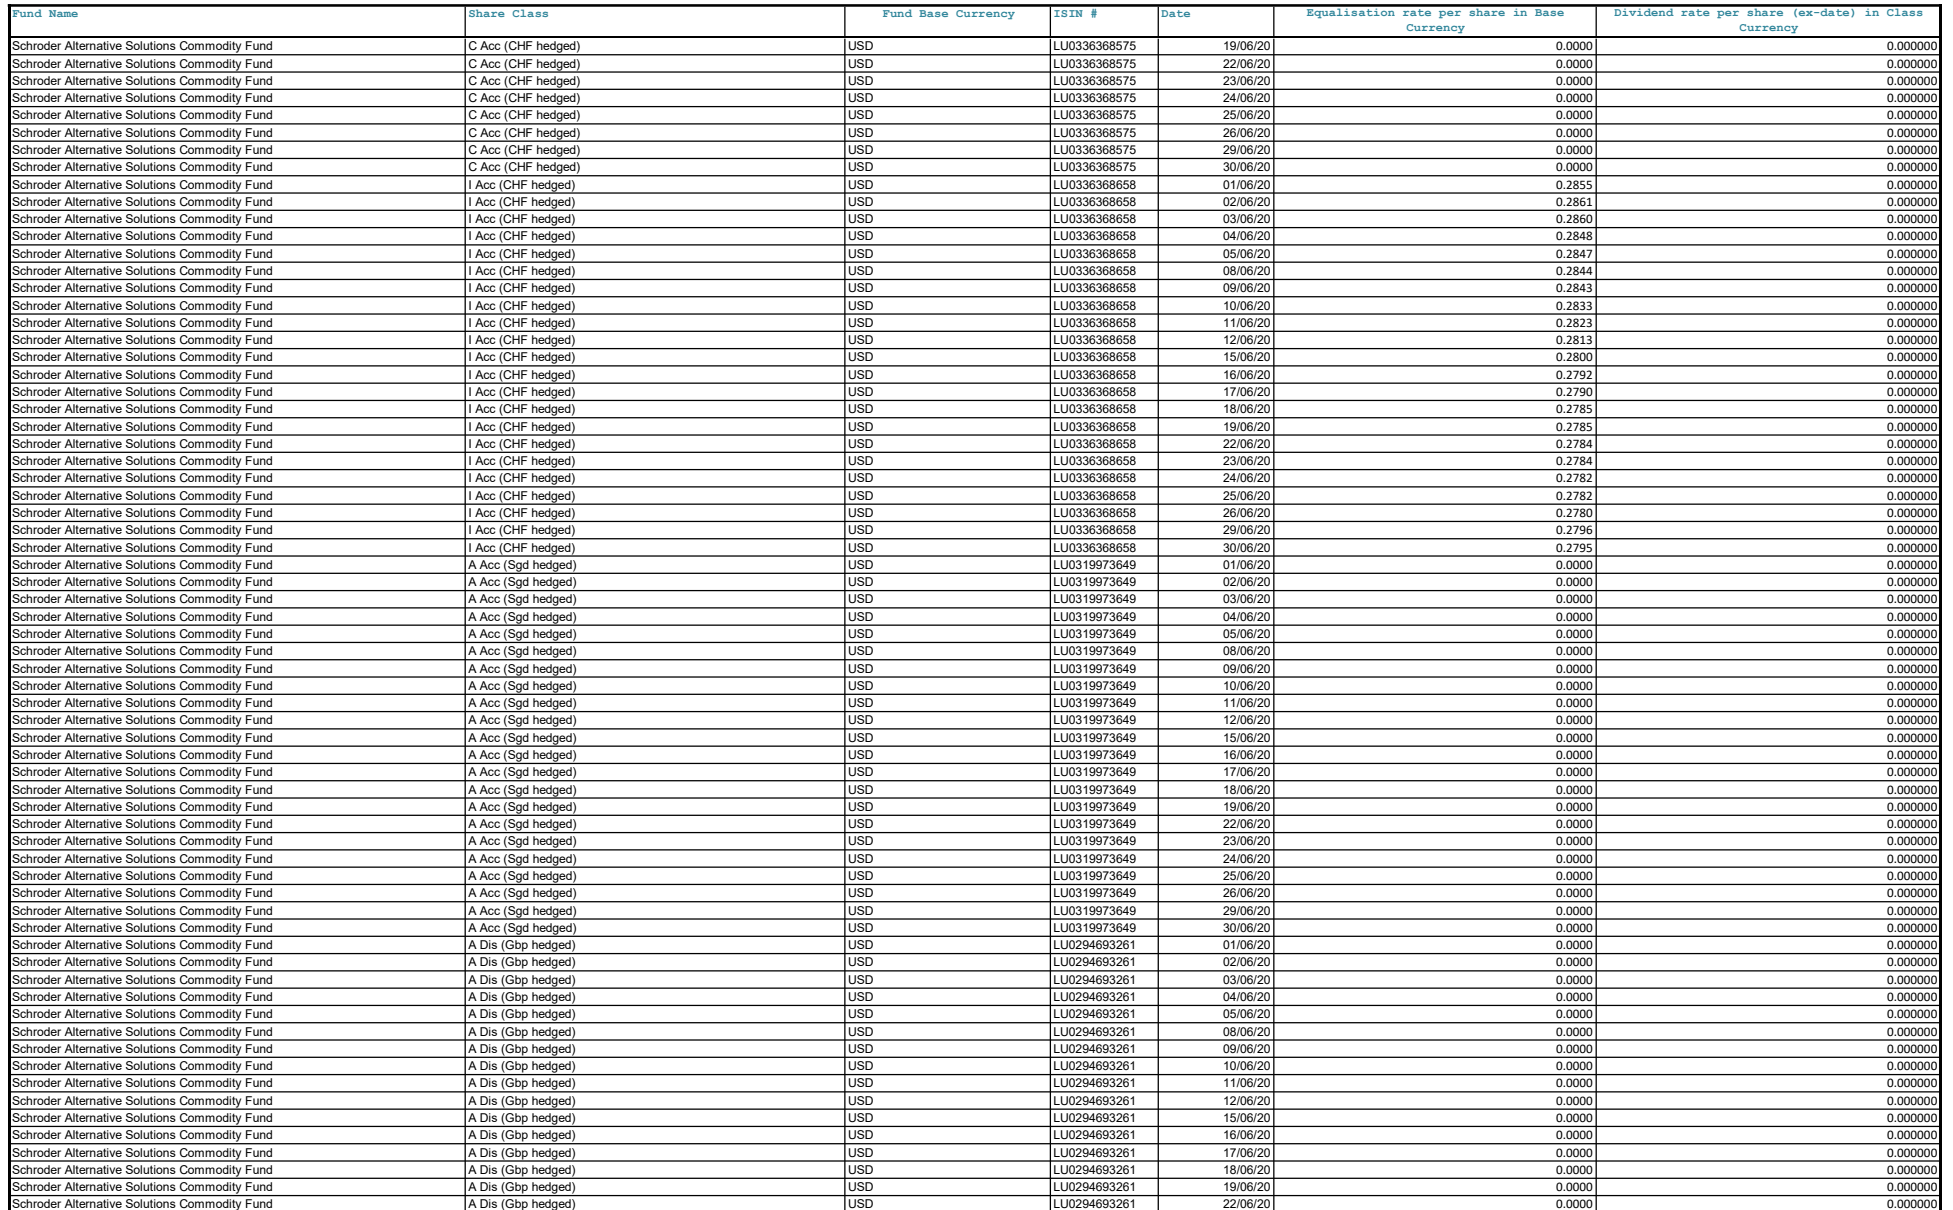 Fund Name Share Class Fund Base Currency ISIN # Date Equalisation rate per share in Base Currency Dividend rate per share (ex-date) in Class Currency
Schroder Alternative Solutions Commodity Fund C Acc (CHF hedged) USD LU0336368575 19/06/20 0.0000 0.000000
Schroder Alternative Solutions Commodity Fund C Acc (CHF hedged) USD LU0336368575 22/06/20 0.0000 0.000000
Schroder Alternative Solutions Commodity Fund C Acc (CHF hedged) USD LU0336368575 23/06/20 0.0000 0.000000
Schroder Alternative Solutions Commodity Fund C Acc (CHF hedged) USD LU0336368575 24/06/20 0.0000 0.000000
Schroder Alternative Solutions Commodity Fund C Acc (CHF hedged) USD LU0336368575 25/06/20 0.0000 0.000000
Schroder Alternative Solutions Commodity Fund C Acc (CHF hedged) USD LU0336368575 26/06/20 0.0000 0.000000
Schroder Alternative Solutions Commodity Fund C Acc (CHF hedged) USD LU0336368575 29/06/20 0.0000 0.000000
Schroder Alternative Solutions Commodity Fund C Acc (CHF hedged) USD LU0336368575 30/06/20 0.0000 0.000000
Schroder Alternative Solutions Commodity Fund I Acc (CHF hedged) USD LU0336368658 01/06/20 0.2855 0.000000
Schroder Alternative Solutions Commodity Fund I Acc (CHF hedged) USD LU0336368658 02/06/20 0.2861 0.000000
Schroder Alternative Solutions Commodity Fund I Acc (CHF hedged) USD LU0336368658 03/06/20 0.2860 0.000000
Schroder Alternative Solutions Commodity Fund I Acc (CHF hedged) USD LU0336368658 04/06/20 0.2848 0.000000
Schroder Alternative Solutions Commodity Fund I Acc (CHF hedged) USD LU0336368658 05/06/20 0.2847 0.000000
Schroder Alternative Solutions Commodity Fund I Acc (CHF hedged) USD LU0336368658 08/06/20 0.2844 0.000000
Schroder Alternative Solutions Commodity Fund I Acc (CHF hedged) USD LU0336368658 09/06/20 0.2843 0.000000
Schroder Alternative Solutions Commodity Fund I Acc (CHF hedged) USD LU0336368658 10/06/20 0.2833 0.000000
Schroder Alternative Solutions Commodity Fund I Acc (CHF hedged) USD LU0336368658 11/06/20 0.2823 0.000000
Schroder Alternative Solutions Commodity Fund I Acc (CHF hedged) USD LU0336368658 12/06/20 0.2813 0.000000
Schroder Alternative Solutions Commodity Fund I Acc (CHF hedged) USD LU0336368658 15/06/20 0.2800 0.000000
Schroder Alternative Solutions Commodity Fund I Acc (CHF hedged) USD LU0336368658 16/06/20 0.2792 0.000000
Schroder Alternative Solutions Commodity Fund I Acc (CHF hedged) USD LU0336368658 17/06/20 0.2790 0.000000
Schroder Alternative Solutions Commodity Fund I Acc (CHF hedged) USD LU0336368658 18/06/20 0.2785 0.000000
Schroder Alternative Solutions Commodity Fund I Acc (CHF hedged) USD LU0336368658 19/06/20 0.2785 0.000000
Schroder Alternative Solutions Commodity Fund I Acc (CHF hedged) USD LU0336368658 22/06/20 0.2784 0.000000
Schroder Alternative Solutions Commodity Fund I Acc (CHF hedged) USD LU0336368658 23/06/20 0.2784 0.000000
Schroder Alternative Solutions Commodity Fund I Acc (CHF hedged) USD LU0336368658 24/06/20 0.2782 0.000000
Schroder Alternative Solutions Commodity Fund I Acc (CHF hedged) USD LU0336368658 25/06/20 0.2782 0.000000
Schroder Alternative Solutions Commodity Fund I Acc (CHF hedged) USD LU0336368658 26/06/20 0.2780 0.000000
Schroder Alternative Solutions Commodity Fund I Acc (CHF hedged) USD LU0336368658 29/06/20 0.2796 0.000000
Schroder Alternative Solutions Commodity Fund I Acc (CHF hedged) USD LU0336368658 30/06/20 0.2795 0.000000
Schroder Alternative Solutions Commodity Fund A Acc (Sgd hedged) USD LU0319973649 01/06/20 0.0000 0.000000
Schroder Alternative Solutions Commodity Fund A Acc (Sgd hedged) USD LU0319973649 02/06/20 0.0000 0.000000
Schroder Alternative Solutions Commodity Fund A Acc (Sgd hedged) USD LU0319973649 03/06/20 0.0000 0.000000
Schroder Alternative Solutions Commodity Fund A Acc (Sgd hedged) USD LU0319973649 04/06/20 0.0000 0.000000
Schroder Alternative Solutions Commodity Fund A Acc (Sgd hedged) USD LU0319973649 05/06/20 0.0000 0.000000
Schroder Alternative Solutions Commodity Fund A Acc (Sgd hedged) USD LU0319973649 08/06/20 0.0000 0.000000
Schroder Alternative Solutions Commodity Fund A Acc (Sgd hedged) USD LU0319973649 09/06/20 0.0000 0.000000
Schroder Alternative Solutions Commodity Fund A Acc (Sgd hedged) USD LU0319973649 10/06/20 0.0000 0.000000
Schroder Alternative Solutions Commodity Fund A Acc (Sgd hedged) USD LU0319973649 11/06/20 0.0000 0.000000
Schroder Alternative Solutions Commodity Fund A Acc (Sgd hedged) USD LU0319973649 12/06/20 0.0000 0.000000
Schroder Alternative Solutions Commodity Fund A Acc (Sgd hedged) USD LU0319973649 15/06/20 0.0000 0.000000
Schroder Alternative Solutions Commodity Fund A Acc (Sgd hedged) USD LU0319973649 16/06/20 0.0000 0.000000
Schroder Alternative Solutions Commodity Fund A Acc (Sgd hedged) USD LU0319973649 17/06/20 0.0000 0.000000
Schroder Alternative Solutions Commodity Fund A Acc (Sgd hedged) USD LU0319973649 18/06/20 0.0000 0.000000
Schroder Alternative Solutions Commodity Fund A Acc (Sgd hedged) USD LU0319973649 19/06/20 0.0000 0.000000
Schroder Alternative Solutions Commodity Fund A Acc (Sgd hedged) USD LU0319973649 22/06/20 0.0000 0.000000
Schroder Alternative Solutions Commodity Fund A Acc (Sgd hedged) USD LU0319973649 23/06/20 0.0000 0.000000
Schroder Alternative Solutions Commodity Fund A Acc (Sgd hedged) USD LU0319973649 24/06/20 0.0000 0.000000
Schroder Alternative Solutions Commodity Fund A Acc (Sgd hedged) USD LU0319973649 25/06/20 0.0000 0.000000
Schroder Alternative Solutions Commodity Fund A Acc (Sgd hedged) USD LU0319973649 26/06/20 0.0000 0.000000
Schroder Alternative Solutions Commodity Fund A Acc (Sgd hedged) USD LU0319973649 29/06/20 0.0000 0.000000
Schroder Alternative Solutions Commodity Fund A Acc (Sgd hedged) USD LU0319973649 30/06/20 0.0000 0.000000
Schroder Alternative Solutions Commodity Fund A Dis (Gbp hedged) USD LU0294693261 01/06/20 0.0000 0.000000
Schroder Alternative Solutions Commodity Fund A Dis (Gbp hedged) USD LU0294693261 02/06/20 0.0000 0.000000
Schroder Alternative Solutions Commodity Fund A Dis (Gbp hedged) USD LU0294693261 03/06/20 0.0000 0.000000
Schroder Alternative Solutions Commodity Fund A Dis (Gbp hedged) USD LU0294693261 04/06/20 0.0000 0.000000
Schroder Alternative Solutions Commodity Fund A Dis (Gbp hedged) USD LU0294693261 05/06/20 0.0000 0.000000
Schroder Alternative Solutions Commodity Fund A Dis (Gbp hedged) USD LU0294693261 08/06/20 0.0000 0.000000
Schroder Alternative Solutions Commodity Fund A Dis (Gbp hedged) USD LU0294693261 09/06/20 0.0000 0.000000
Schroder Alternative Solutions Commodity Fund A Dis (Gbp hedged) USD LU0294693261 10/06/20 0.0000 0.000000
Schroder Alternative Solutions Commodity Fund A Dis (Gbp hedged) USD LU0294693261 11/06/20 0.0000 0.000000
Schroder Alternative Solutions Commodity Fund A Dis (Gbp hedged) USD LU0294693261 12/06/20 0.0000 0.000000
Schroder Alternative Solutions Commodity Fund A Dis (Gbp hedged) USD LU0294693261 15/06/20 0.0000 0.000000
Schroder Alternative Solutions Commodity Fund A Dis (Gbp hedged) USD LU0294693261 16/06/20 0.0000 0.000000
Schroder Alternative Solutions Commodity Fund A Dis (Gbp hedged) USD LU0294693261 17/06/20 0.0000 0.000000
Schroder Alternative Solutions Commodity Fund A Dis (Gbp hedged) USD LU0294693261 18/06/20 0.0000 0.000000
Schroder Alternative Solutions Commodity Fund A Dis (Gbp hedged) USD LU0294693261 19/06/20 0.0000 0.000000
Schroder Alternative Solutions Commodity Fund A Dis (Gbp hedged) USD LU0294693261 22/06/20 0.0000 0.000000